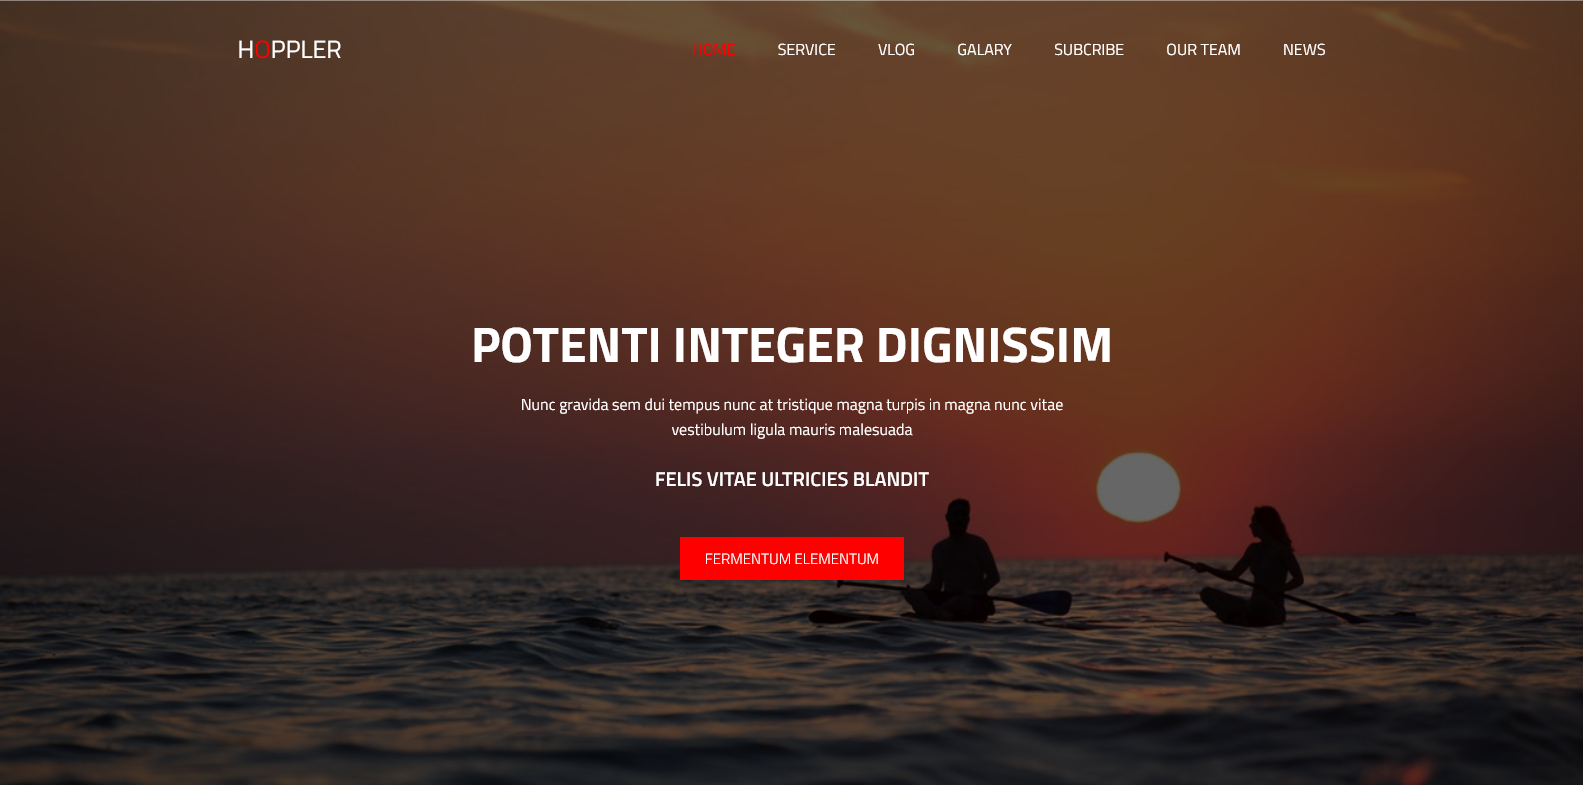 HOPPLER
HOME SERVICE VLOG GALARY SUBCRIBE OUR TEAM NEWS
POTENTI INTEGER DIGNISSIM
Nunc gravida sem dui tempus nunc at tristique magna turpis in magna nunc vitae
vestibulum ligula mauris malesuada
FELIS VITAE ULTRICIES BLANDIT
FERMENTUM ELEMENTUM